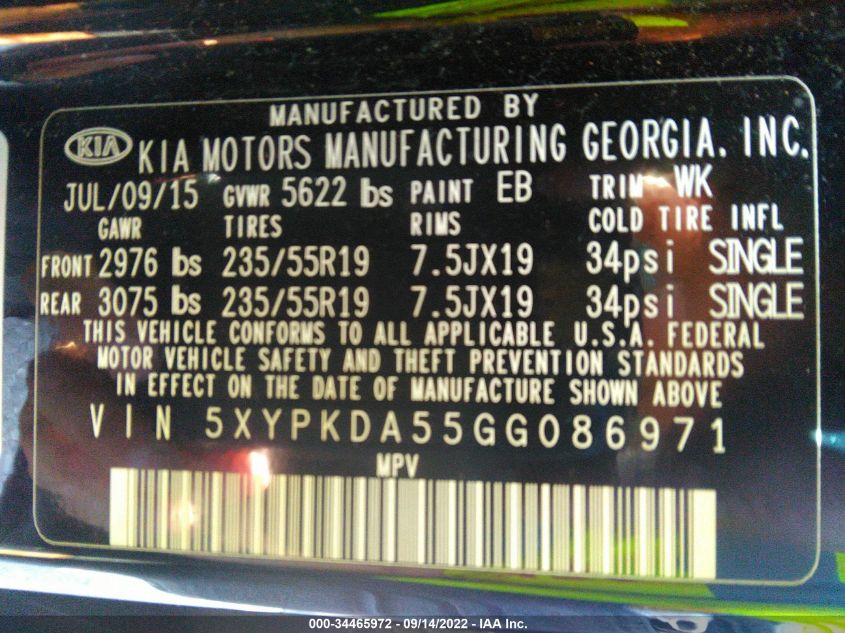 MANUFACTURED BY
KIA KIA MOTORS MANUFACTURING GEORGIA. INC.
JUL/09/15 GVWR 5622 lbs PAINT EB TRIM WK
GAWR TIRES RIMS COLD TIRE INFL
FRONT 2976 lbs 235/55R19 7.5JX19 34psi SINGLE
REAR 3075 lbs 235/55R19 7.5JX19 34psi SINGLE
THIS VEHICLE CONFORMS TO ALL APPLICABLE U.S.A. FEDERAL
MOTOR VEHICLE SAFETY AND THEFT PREVENTION STANDARDS
IN EFFECT ON THE DATE OF MANUFACTURE SHOWN ABOVE
VIN 5XYPKDA55GG086971
MPV
000-34465972 - 09/14/2022 - IAA Inc.